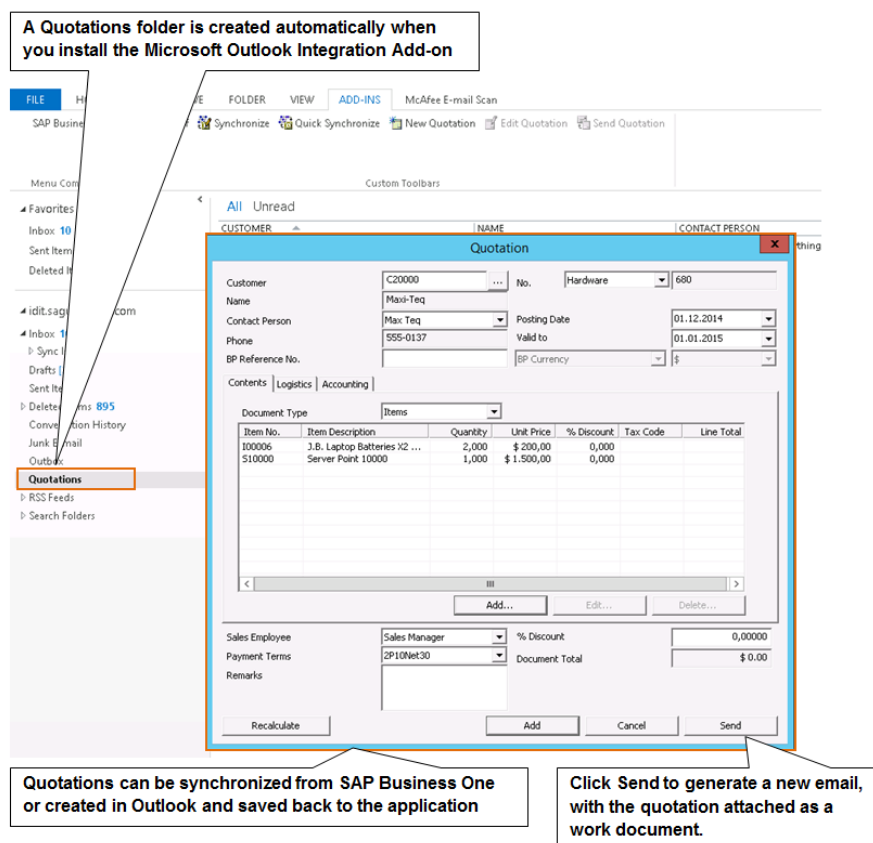 A Quotations folder is created automatically when
you install the Microsoft Outlook Integration Add-on
FILE FOLDER VIEW ADD-INS McAfee E-mail Scan
SAP Synchronize Quick Synchronize New Quotation Edit Quotation Send Quotation
Menu Custom Toolbars
Favorites
All Unread
Inbox 10
CUSTOMER NAME CONTACT PERSON
Sent
Deleted
thing
Quotation x
Customer C20000 ... No. Hardware 680
Name Maxi-Teq
Contact Person Max Teq Posting Date 01.12.2014
Phone 555-0137 Valid to 01.01.2015
BP Reference No. BP Currency $
Contents Logistics Accounting
Document Type Items
Item No. Item Description Quantity Unit Price % Discount Tax Code Line Total
I00006 J.B. Laptop Batteries X2 ... 2,000 $ 200,00 0,000
S10000 Server Point 10000 1,000 $ 1.500,00 0,000
Add... Edit... Delete...
Sales Employee Sales Manager % Discount 0,00000
Payment Terms 2P10Net30 Document Total $ 0.00
Remarks
Recalculate Add Cancel Send
Inbox
Sync
Drafts
Sent
895
History
Junk
Outbox
Quotations
RSS Feeds
Search Folders
Quotations can be synchronized from SAP Business One
or created in Outlook and saved back to the application
Click Send to generate a new email,
with the quotation attached as a
work document.